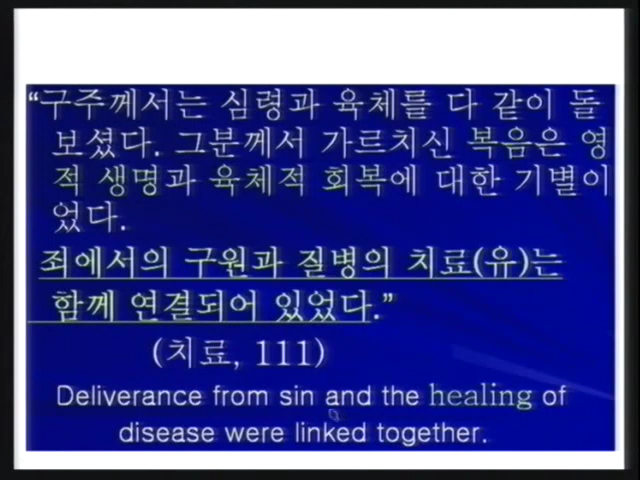 “구주께서는 심령과 육체를 다 같이 돌
보셨다. 그분께서 가르치신 복음은 영
적 생명과 육체적 회복에 대한 기별이
었다.
죄에서의 구원과 질병의 치료(유)는
함께 연결되어 있었다.”
(치료, 111)
Deliverance from sin and the healing of
disease were linked together.